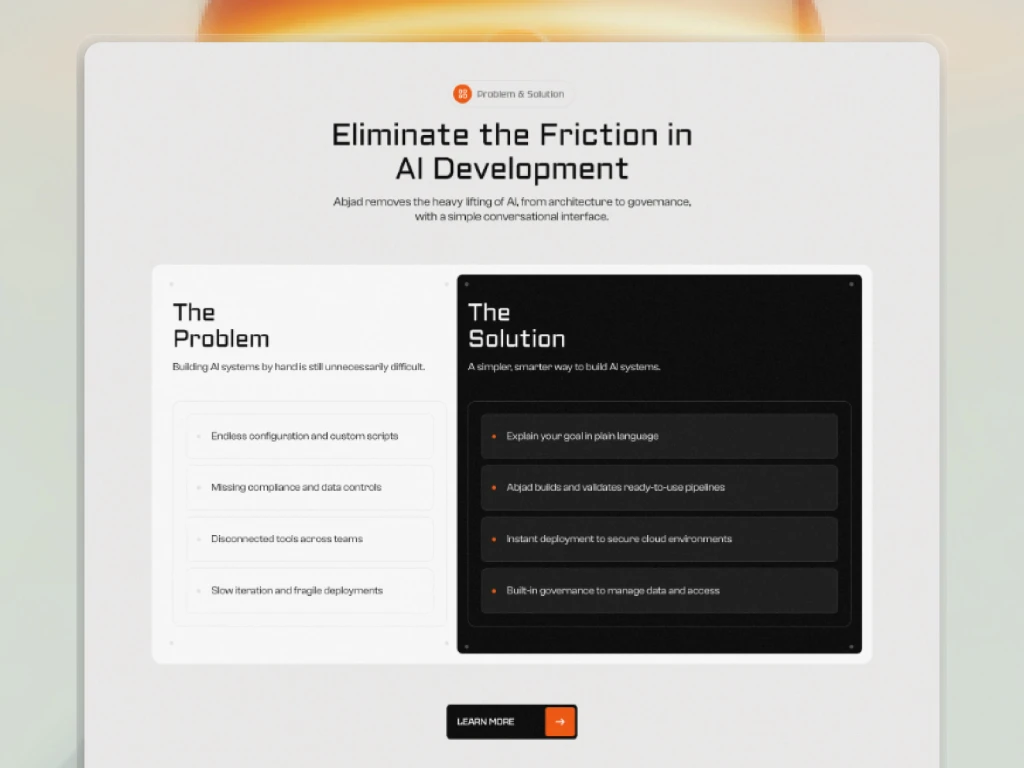 Problem & Solution
Eliminate the Friction in
AI Development
Abjad removes the heavy lifting of AI, from architecture to governance,
with a simple conversational interface.
The
Problem
Building AI systems by hand is still unnecessarily difficult.
Endless configuration and custom scripts
Missing compliance and data controls
Disconnected tools across teams
Slow iteration and fragile deployments
The
Solution
A simpler, smarter way to build AI systems.
Explain your goal in plain language
Abjad builds and validates ready-to-use pipelines
Instant deployment to secure cloud environments
Built-in governance to manage data and access
LEARN MORE